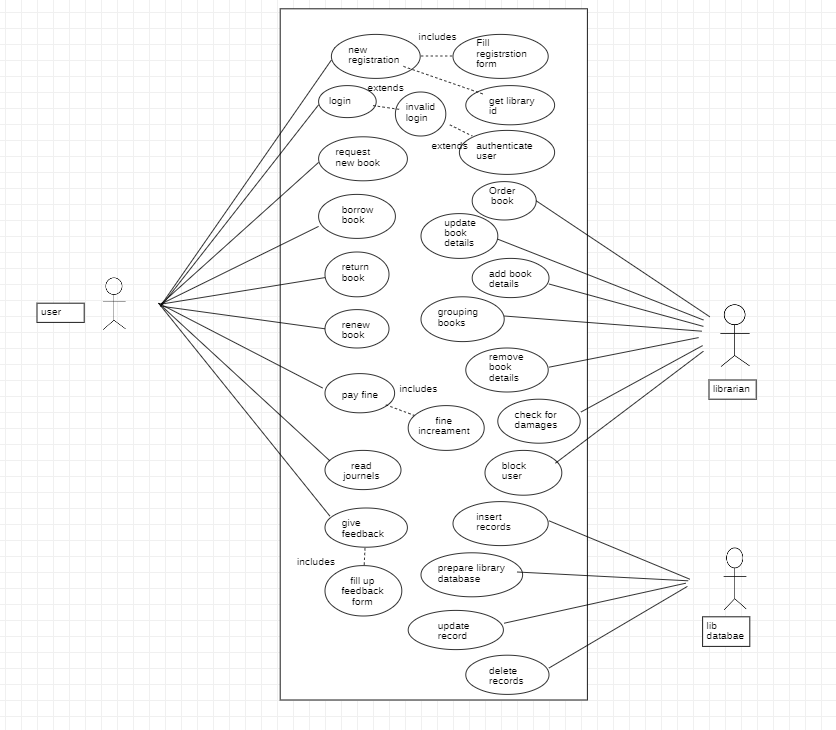 includes
new
registration
Fill
registrstion
form
extends
login
invalid
login
get library
id
extends
authenticate
user
request
new book
Order
book
borrow
book
update
book
details
return
book
add book
details
user
renew
book
grouping
books
remove
book
details
librarian
pay fine
includes
fine
increament
check for
damages
read
journels
block
user
give
feedback
insert
records
includes
fill up
feedback
form
prepare library
database
update
record
lib
databae
delete
records